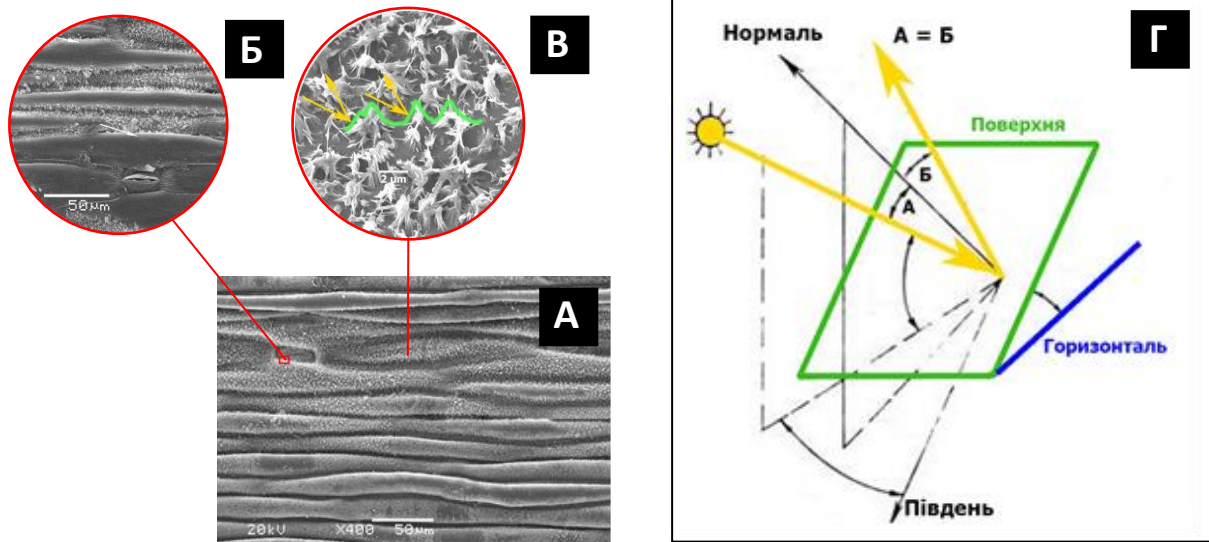 Б
50µm
В
2 µm
А
20kV X400 50µm
Г
Нормаль
А = Б
Поверхня
Б
А
Горизонталь
Південь